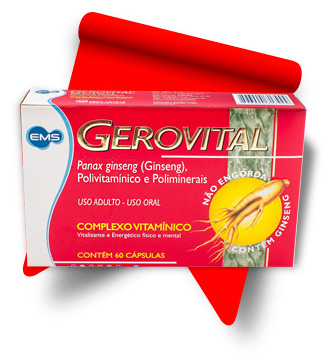 EMS
GEROVITAL
Panax ginseng (Ginseng),
Polivitamínico e Poliminerais
USO ADULTO - USO ORAL
COMPLEXO VITAMÍNICO
Vitalizante e Energético físico e mental
CONTÉM 60 CÁPSULAS
NÃO ENGORDA
CONTÉM GINSENG